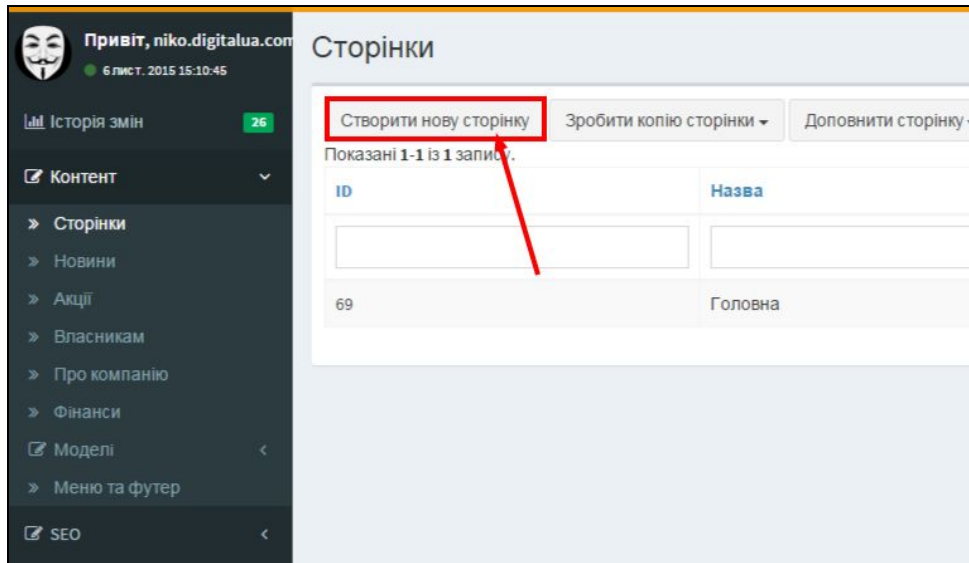 Привіт, niko.digitalua.com
6 лист. 2015 15:10:45
Історія змін 26
Контент
Сторінки
Новини
Акції
Власникам
Про компанію
Фінанси
Моделі
Меню та футер
SEO
Сторінки
Створити нову сторінку Зробити копію сторінки Доповнити сторінку
Показані 1-1 із 1 запису.
ID Назва
69 Головна